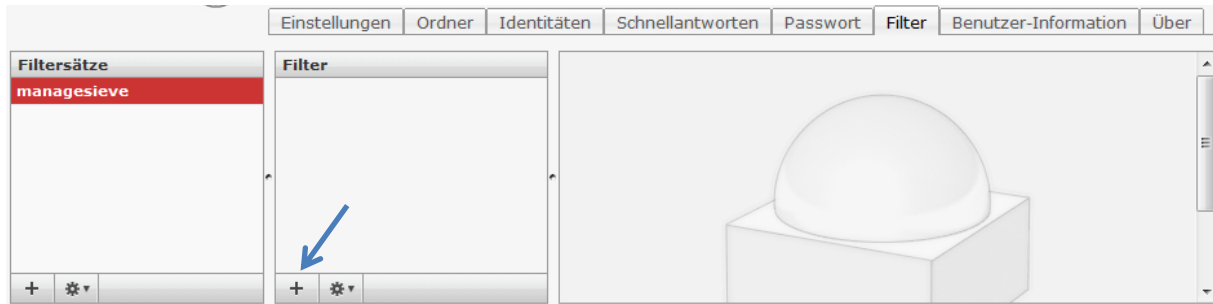 Einstellungen Ordner Identitäten Schnellantworten Passwort Filter Benutzer-Information Über
Filtersätze
managesieve
Filter